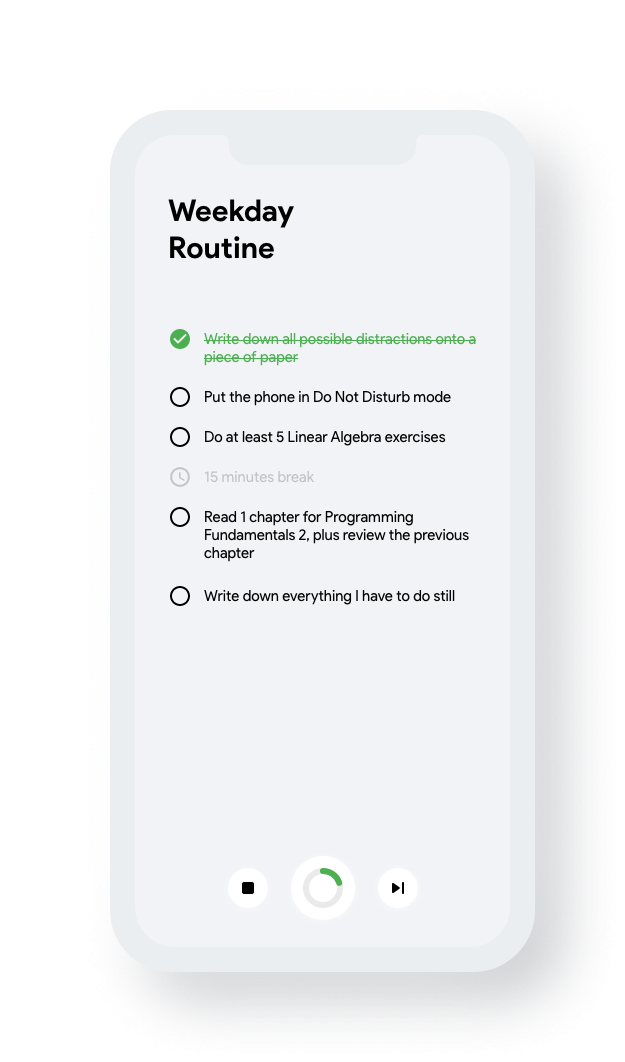 Weekday
Routine
Write down all possible distractions onto a
piece of paper
Put the phone in Do Not Disturb mode
Do at least 5 Linear Algebra exercises
15 minutes break
Read 1 chapter for Programming
Fundamentals 2, plus review the previous
chapter
Write down everything I have to do still